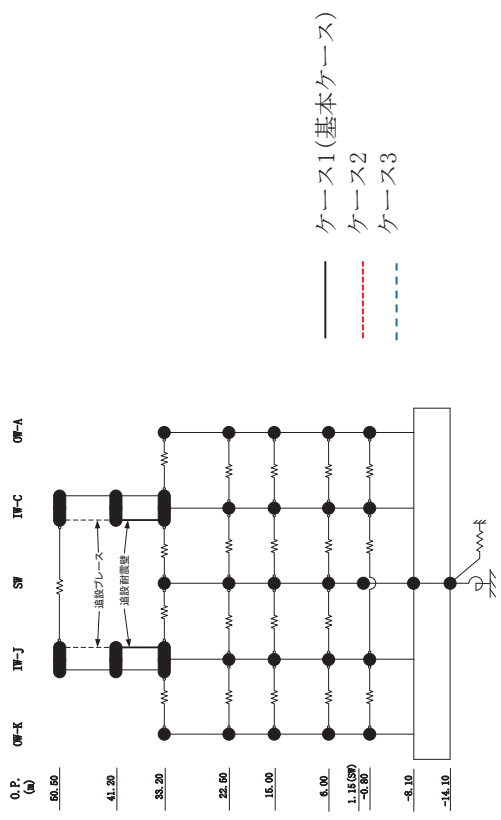 O.P.
(m)
OW-K
IW-J
SW
IW-C
OW-A
50.50
41.20
33.20
22.50
15.00
6.00
1.15(SW)
-0.80
-8.10
-14.10
追設ブレース
追設耐震壁
ケース1(基本ケース)
ケース2
ケース3